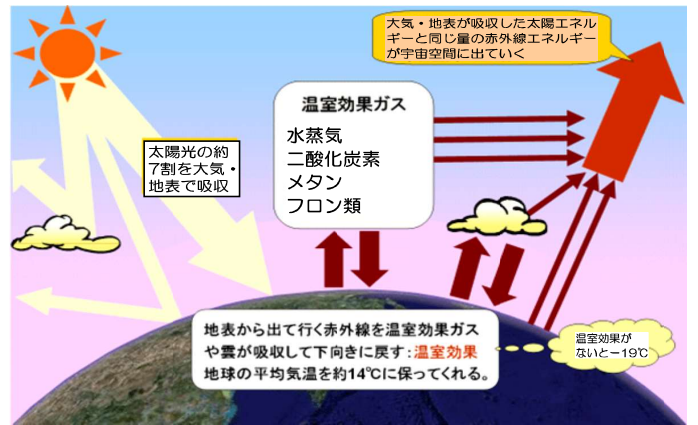 大気・地表が吸収した太陽エネル
ギーと同じ量の赤外線エネルギー
が宇宙空間に出ていく
温室効果ガス
水蒸気
二酸化炭素
メタン
フロン類
太陽光の約
7割を大気・
地表で吸収
地表から出て行く赤外線を温室効果ガス
や雲が吸収して下向きに戻す:温室効果
地球の平均気温を約14℃に保ってくれる。
温室効果が
ないと−19℃